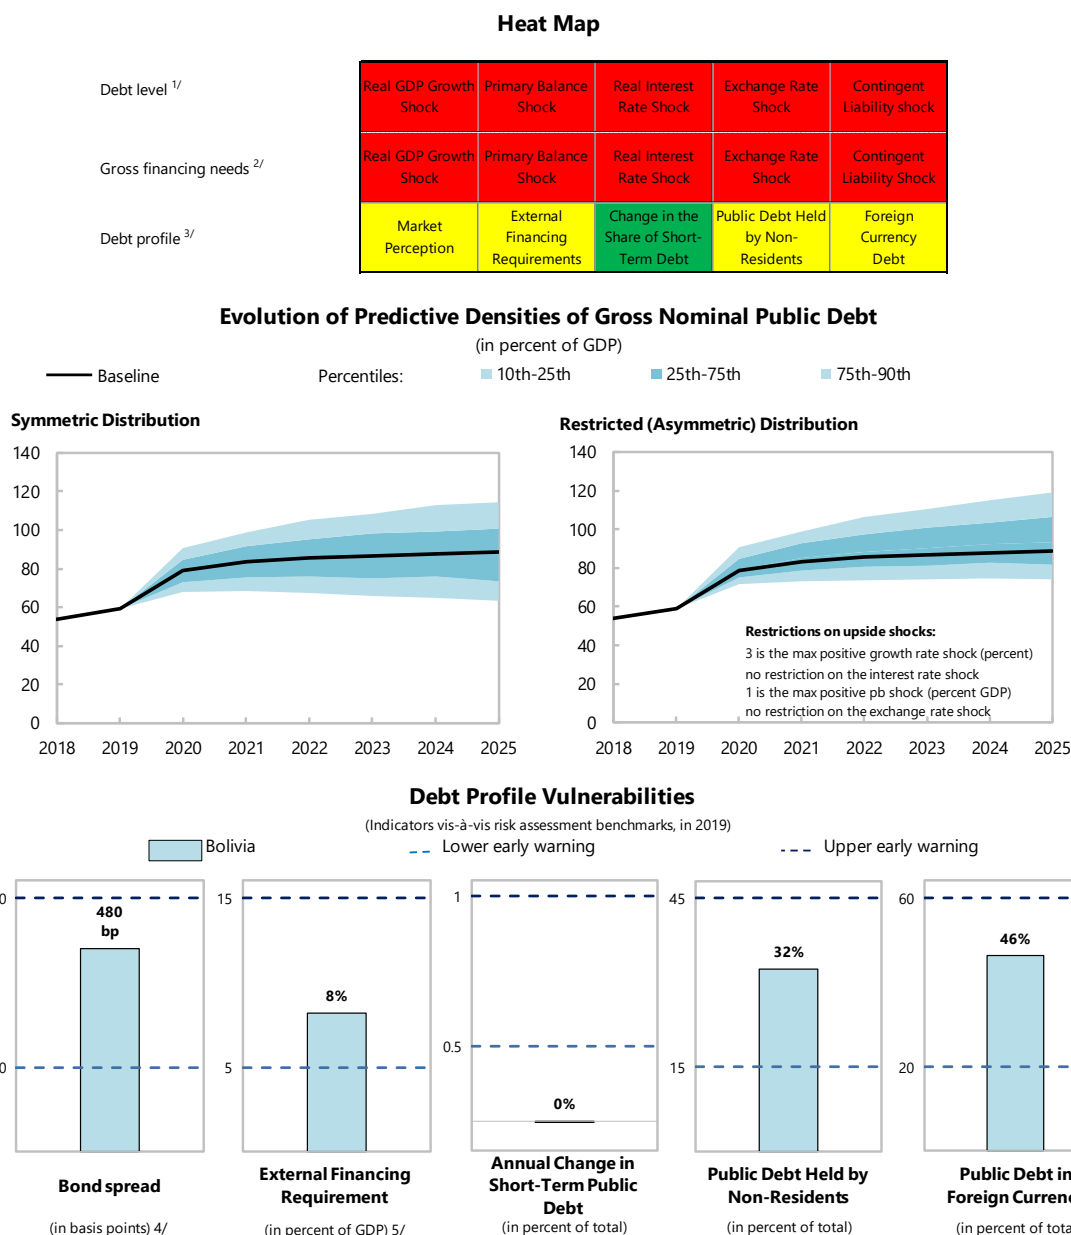 Heat Map
Debt level 1/
Real GDP Growth Shock
Primary Balance Shock
Real Interest Rate Shock
Exchange Rate Shock
Contingent Liability shock
Gross financing needs 2/
Real GDP Growth Shock
Primary Balance Shock
Real Interest Rate Shock
Exchange Rate Shock
Contingent Liability Shock
Debt profile 3/
Market Perception
External Financing Requirements
Change in the Share of Short-Term Debt
Public Debt Held by Non-Residents
Foreign Currency Debt
Evolution of Predictive Densities of Gross Nominal Public Debt
(in percent of GDP)
Baseline
Percentiles:
10th-25th
25th-75th
75th-90th
Symmetric Distribution
140
120
100
80
60
40
20
0
2018 2019 2020 2021 2022 2023 2024 2025
Restricted (Asymmetric) Distribution
140
120
100
80
60
40
20
0
2018 2019 2020 2021 2022 2023 2024 2025
Restrictions on upside shocks:
3 is the max positive growth rate shock (percent)
no restriction on the interest rate shock
1 is the max positive pb shock (percent GDP)
no restriction on the exchange rate shock
Debt Profile Vulnerabilities
(Indicators vis-à-vis risk assessment benchmarks, in 2019)
Bolivia
Lower early warning
Upper early warning
0
480
bp
0
Bond spread
(in basis points) 4/
15
8%
5
External Financing
Requirement
(in percent of GDP) 5/
1
0.5
0%
Annual Change in
Short-Term Public
Debt
(in percent of total)
45
32%
15
Public Debt Held by
Non-Residents
(in percent of total)
60
46%
20
Public Debt in
Foreign Currenc
(in percent of tota